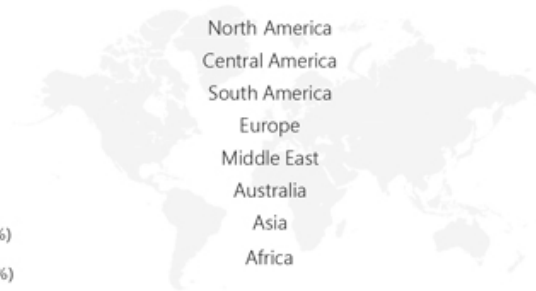 North America
Central America
South America
Europe
Middle East
Australia
Asia
%)
Africa
%)